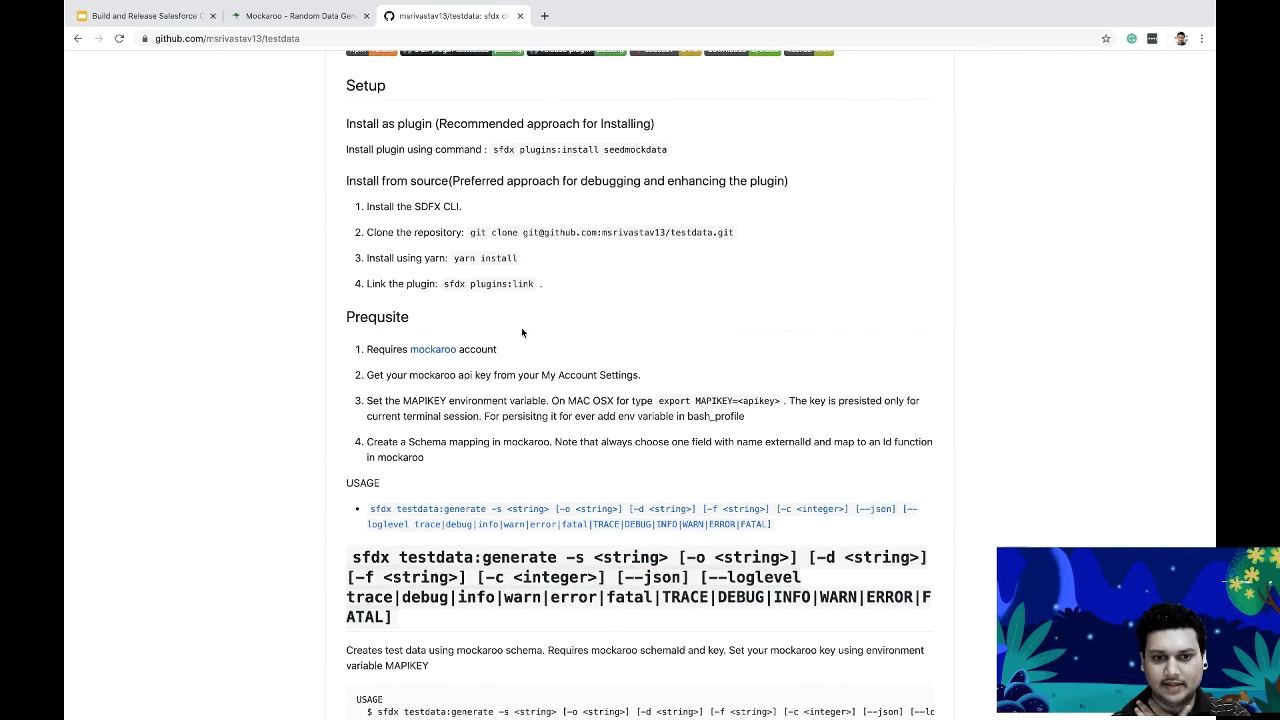 Build and Release Salesforce C
Mockaroo - Random Data Gen
msrivastav13/testdata: sfdx cl
github.com/msrivastav13/testdata
Setup
Install as plugin (Recommended approach for Installing)
Install plugin using command : sfdx plugins:install seedmockdata
Install from source(Preferred approach for debugging and enhancing the plugin)
1. Install the SDFX CLI.
2. Clone the repository: git clone git@github.com:msrivastav13/testdata.git
3. Install using yarn: yarn install
4. Link the plugin: sfdx plugins:link .
Prequsite
1. Requires mockaroo account
2. Get your mockaroo api key from your My Account Settings.
3. Set the MAPIKEY environment variable. On MAC OSX for type export MAPIKEY=<apikey> . The key is presisted only for
current terminal session. For persisitng it for ever add env variable in bash_profile
4. Create a Schema mapping in mockaroo. Note that always choose one field with name externalId and map to an Id function
in mockaroo
USAGE
• sfdx testdata:generate -s <string> [-o <string>] [-d <string>] [-f <string>] [-c <integer>] [--json] [--
loglevel trace|debug|info|warn|error|fatal|TRACE|DEBUG|INFO|WARN|ERROR|FATAL]
sfdx testdata:generate -s <string> [-o <string>] [-d <string>]
[-f <string>] [-c <integer>] [--json] [--loglevel
trace|debug|info|warn|error|fatal|TRACE|DEBUG|INFO|WARN|ERROR|F
ATAL]
Creates test data using mockaroo schema. Requires mockaroo schemaId and key. Set your mockaroo key using environment
variable MAPIKEY
USAGE
$ sfdx testdata:generate -s <string> [-o <string>] [-d <string>] [-f <string>] [-c <integer>] [--json] [--lo